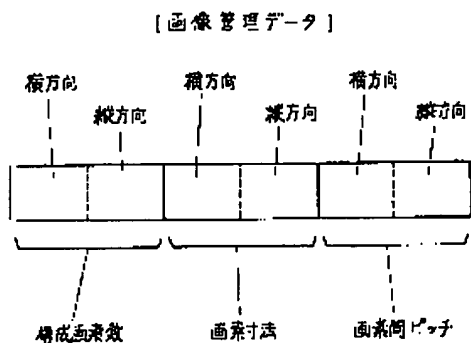 [画像管理データ]
横方向 横方向 横方向
縦方向 縦方向 縦方向
構成画素数 画素寸法 画素間ピッチ